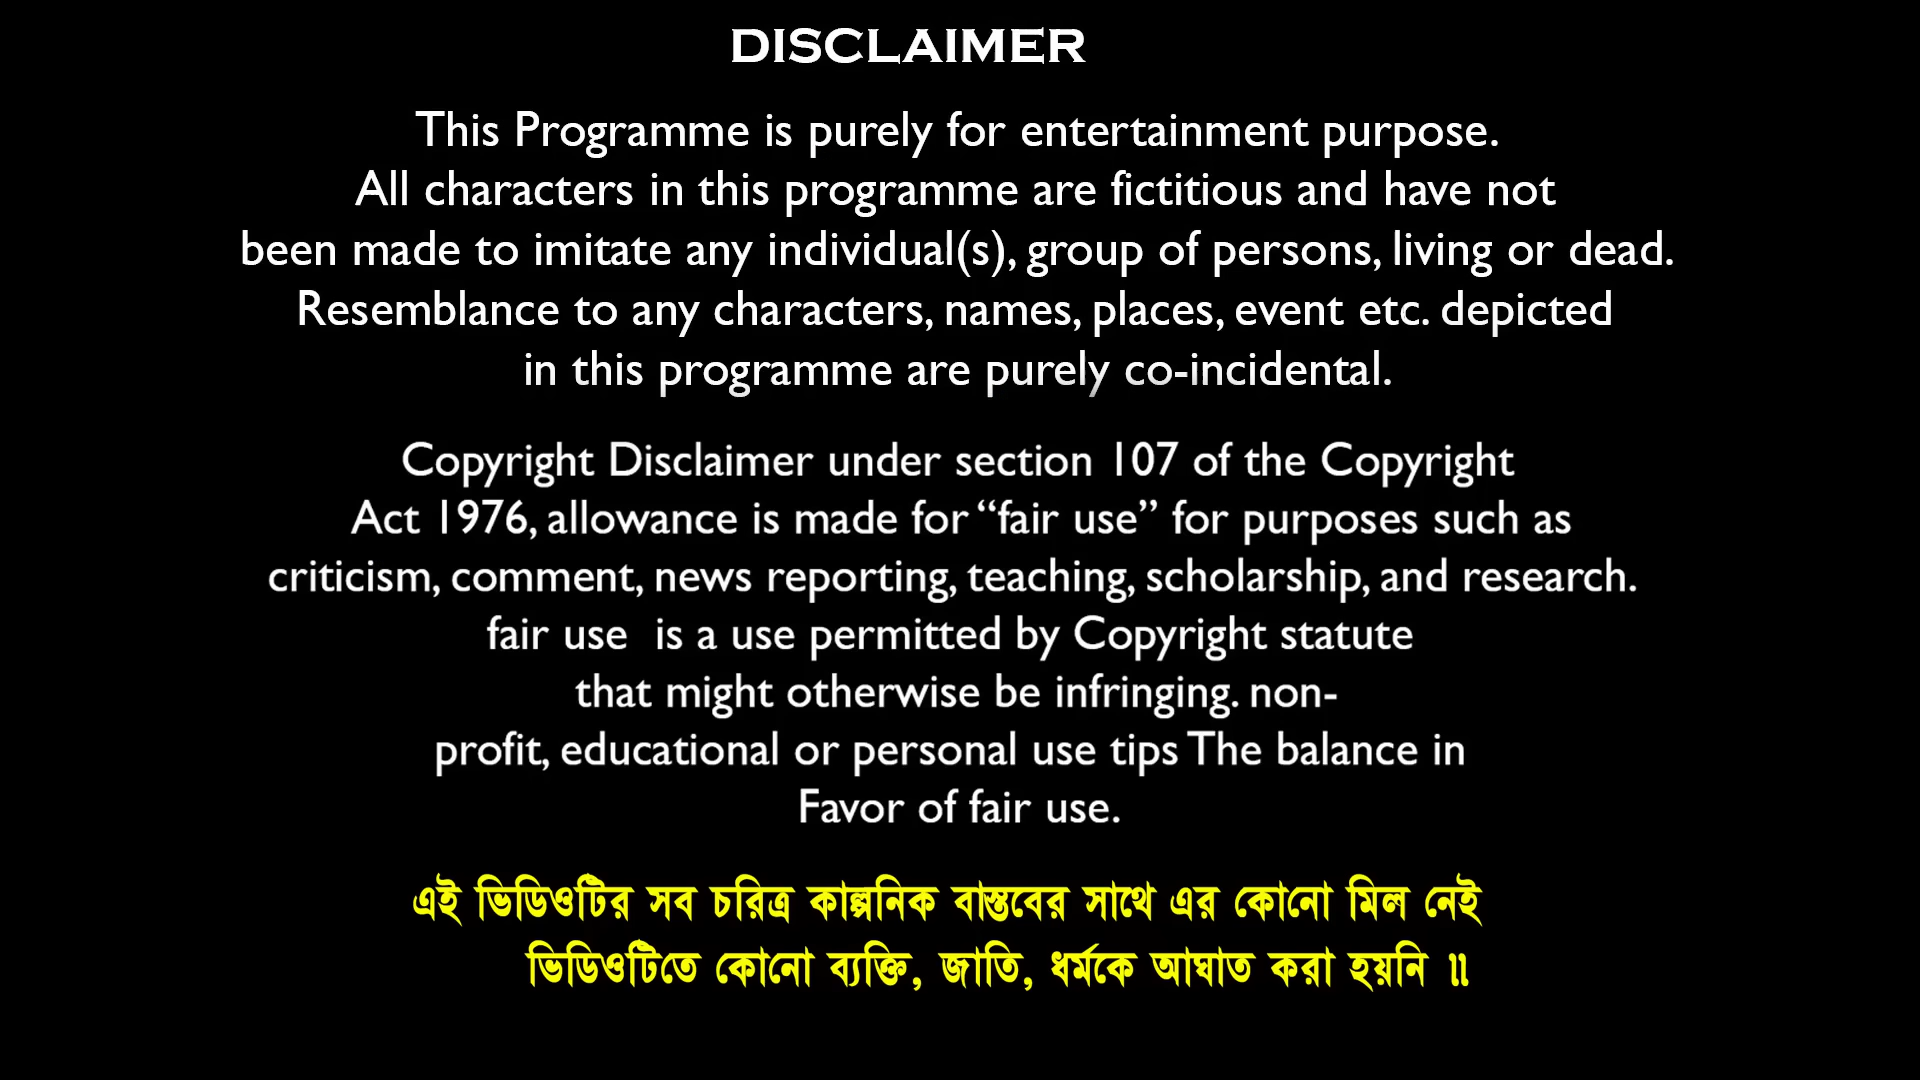 DISCLAIMER
This Programme is purely for entertainment purpose.
All characters in this programme are fictitious and have not
been made to imitate any individual(s), group of persons, living or dead.
Resemblance to any characters, names, places, event etc. depicted
in this programme are purely co-incidental.
Copyright Disclaimer under section 107 of the Copyright
Act 1976, allowance is made for “fair use” for purposes such as
criticism, comment, news reporting, teaching, scholarship, and research.
fair use  is a use permitted by Copyright statute
that might otherwise be infringing. non-
profit, educational or personal use tips The balance in
Favor of fair use.
এই ভিডিওটির সব চরিত্র কাল্পনিক বাস্তবের সাথে এর কোনো মিল নেই
ভিডিওটিতে কোনো ব্যক্তি, জাতি, ধর্মকে আঘাত করা হয়নি ॥